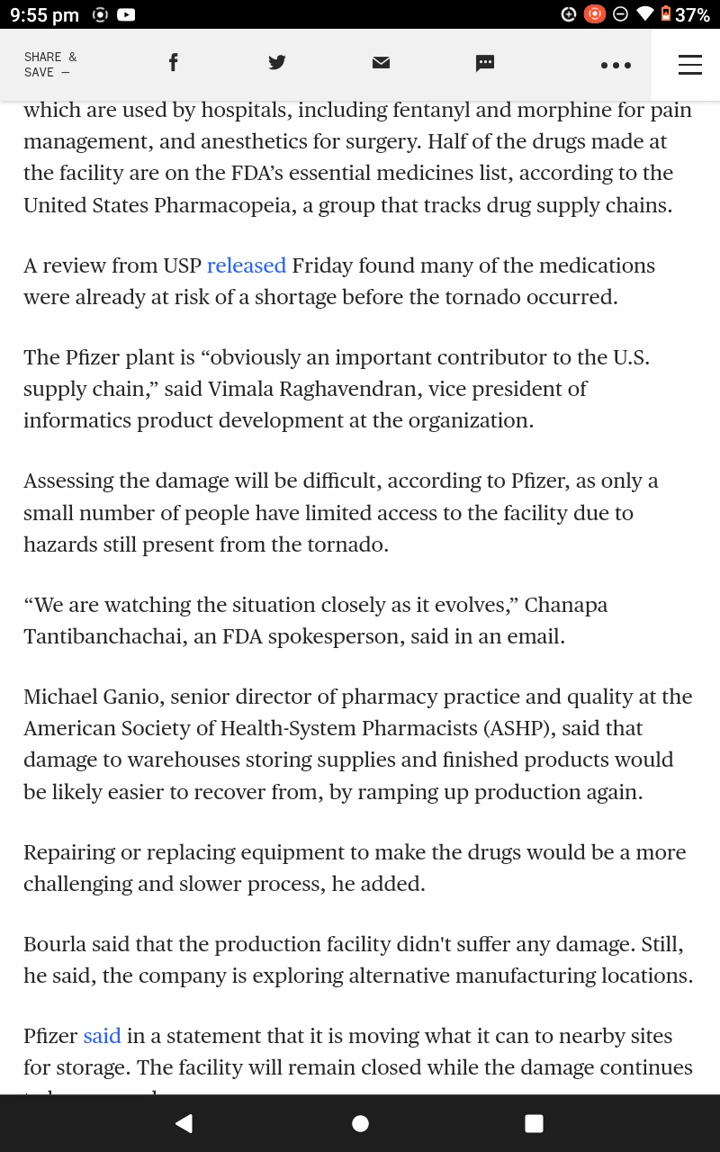 9:55 pm
37%
SHARE &
SAVE —
which are used by hospitals, including fentanyl and morphine for pain
management, and anesthetics for surgery. Half of the drugs made at
the facility are on the FDA’s essential medicines list, according to the
United States Pharmacopeia, a group that tracks drug supply chains.
A review from USP released Friday found many of the medications
were already at risk of a shortage before the tornado occurred.
The Pfizer plant is “obviously an important contributor to the U.S.
supply chain,” said Vimala Raghavendran, vice president of
informatics product development at the organization.
Assessing the damage will be difficult, according to Pfizer, as only a
small number of people have limited access to the facility due to
hazards still present from the tornado.
“We are watching the situation closely as it evolves,” Chanapa
Tantibanchachai, an FDA spokesperson, said in an email.
Michael Ganio, senior director of pharmacy practice and quality at the
American Society of Health-System Pharmacists (ASHP), said that
damage to warehouses storing supplies and finished products would
be likely easier to recover from, by ramping up production again.
Repairing or replacing equipment to make the drugs would be a more
challenging and slower process, he added.
Bourla said that the production facility didn't suffer any damage. Still,
he said, the company is exploring alternative manufacturing locations.
Pfizer said in a statement that it is moving what it can to nearby sites
for storage. The facility will remain closed while the damage continues